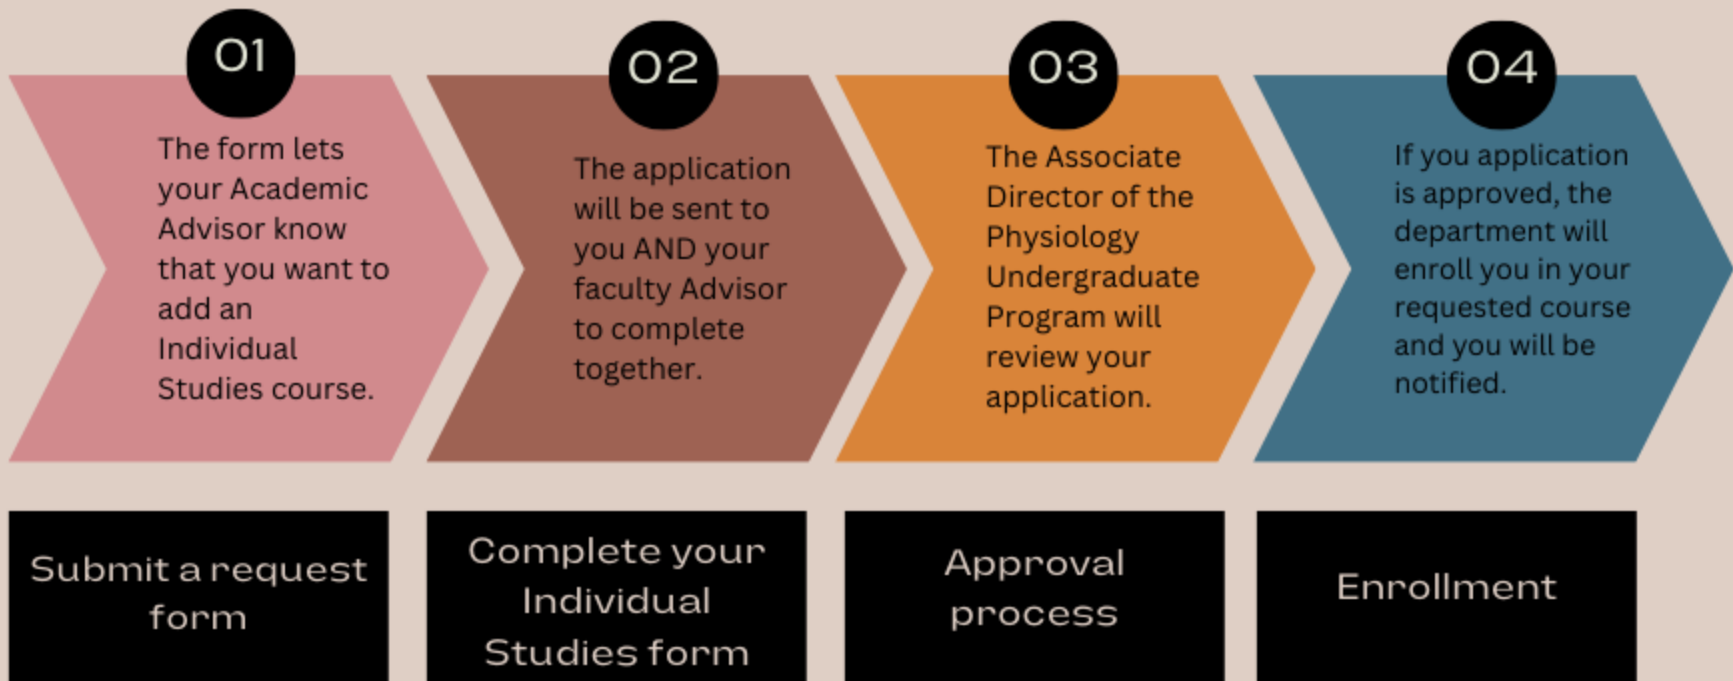 01
The form lets
your Academic
Advisor know
that you want to
add an
Individual
Studies course.
02
The application
will be sent to
you AND your
faculty Advisor
to complete
together.
03
The Associate
Director of the
Physiology
Undergraduate
Program will
review your
application.
04
If you application
is approved, the
department will
enroll you in your
requested course
and you will be
notified.
Submit a request
form
Complete your
Individual
Studies form
Approval
process
Enrollment